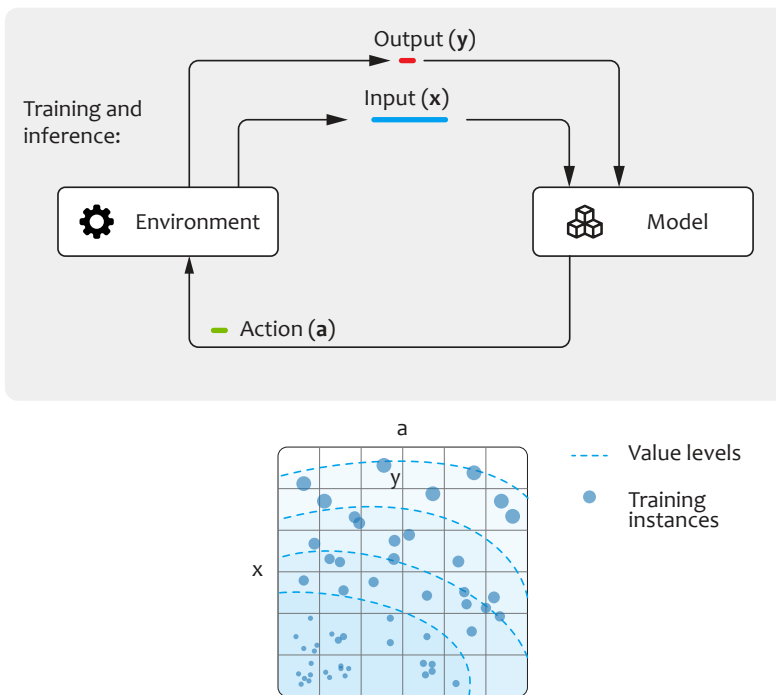 Output (y)
Input (x)
Training and
inference:
Environment
Model
Action (a)
a
y
x
Value levels
Training
instances